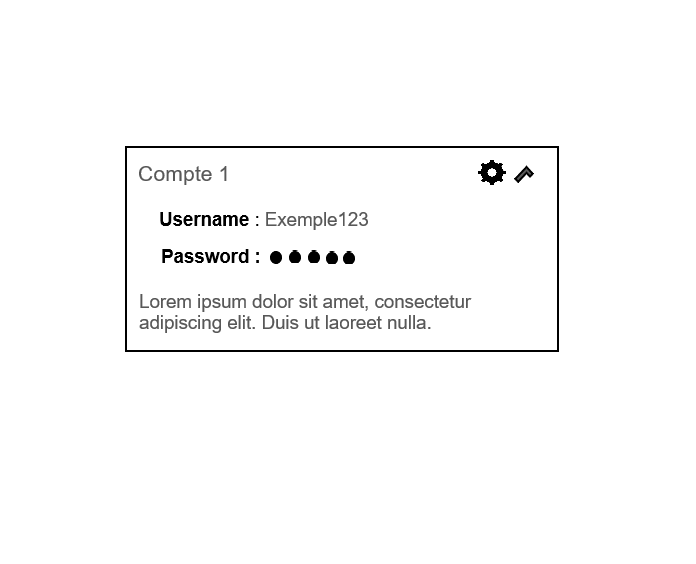 Compte 1
Username : Exemple123
Password : ●●●●●
Lorem ipsum dolor sit amet, consectetur
adipiscing elit. Duis ut laoreet nulla.